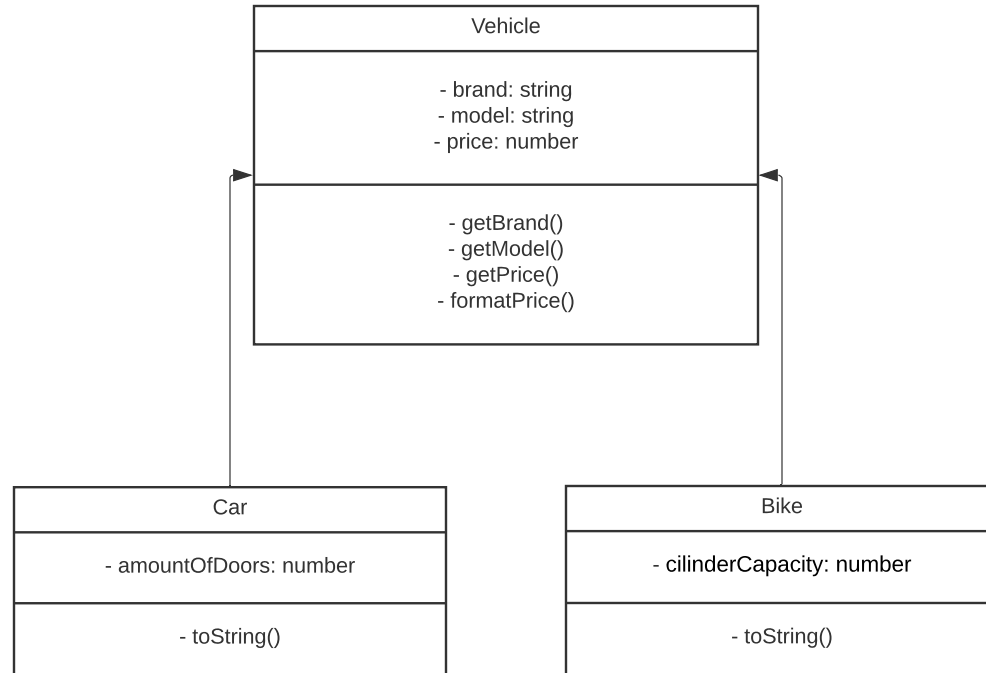 Vehicle
- brand: string
- model: string
- price: number
- getBrand()
- getModel()
- getPrice()
- formatPrice()
Car
- amountOfDoors: number
- toString()
Bike
- cilinderCapacity: number
- toString()